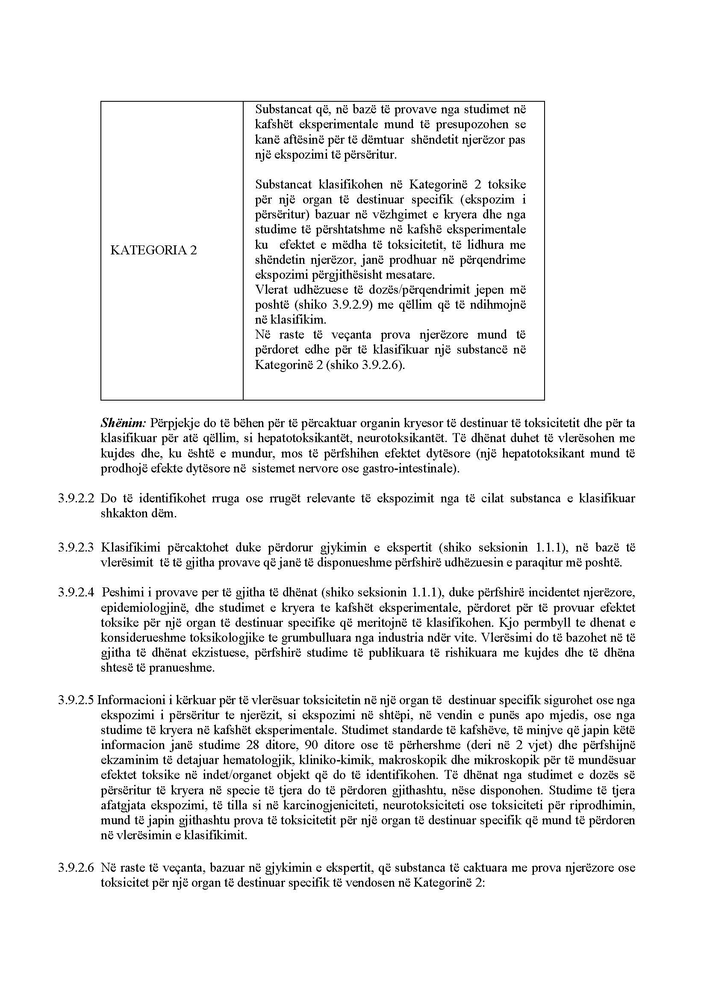 Substancat që, në bazë të provave nga studimet në
kafshët eksperimentale mund të presupozohen se
kanë aftësinë për të dëmtuar shëndetit njerëzor pas
një ekspozimi të përsëritur.
Substancat klasifikohen në Kategorinë 2 toksike
për një organ të destinuar specifik (ekspozim i
përsëritur) bazuar në vëzhgimet e kryera dhe nga
studime të përshtatshme në kafshë eksperimentale
ku efektet e mëdha të toksicitetit, të lidhura me
KATEGORIA 2
shëndetin njerëzor, janë prodhuar në përqendrime
ekspozimi përgjithësisht mesatare.
Vlerat udhëzuese të dozës/përqendrimit jepen më
poshtë (shiko 3.9.2.9) me qëllim që të ndihmojnë
në klasifikim.
Në raste të veçanta prova njerëzore mund të
përdoret edhe për të klasifikuar një substancë në
Kategorinë 2 (shiko 3.9.2.6).
Shënim: Përpjekje do të bëhen për të përcaktuar organin kryesor të destinuar të toksicitetit dhe për ta
klasifikuar për atë qëllim, si hepatotoksikantët, neurotoksikantët. Të dhënat duhet të vlerësohen me
kujdes dhe, ku është e mundur, mos të përfshihen efektet dytësore (një hepatotoksikant mund të
prodhojë efekte dytësore në sistemet nervore ose gastro-intestinale).
3.9.2.2 Do të identifikohet rruga ose rrugët relevante të ekspozimit nga të cilat substanca e klasifikuar
shkakton dëm.
3.9.2.3 Klasifikimi përcaktohet duke përdorur gjykimin e ekspertit (shiko seksionin 1.1.1), në bazë të
vlerësimit të të gjitha provave që janë të disponueshme përfshirë udhëzuesin e paraqitur më poshtë.
3.9.2.4 Peshimi i provave per të gjitha të dhënat (shiko seksionin 1.1.1), duke përfshirë incidentet njerëzore,
epidemiologjinë, dhe studimet e kryera te kafshët eksperimentale, përdoret për të provuar efektet
toksike për një organ të destinuar specifike që meritojnë të klasifikohen. Kjo permbyll te dhenat e
konsiderueshme toksikologjike te grumbulluara nga industria ndër vite. Vlerësimi do të bazohet në të
gjitha të dhënat ekzistuese, përfshirë studime të publikuara të rishikuara me kujdes dhe të dhëna
shtesë të pranueshme.
3.9.2.5 Informacioni i kërkuar për të vlerësuar toksicitetin në një organ të destinuar specifik sigurohet ose nga
ekspozimi i përsëritur te njerëzit, si ekspozimi në shtëpi, në vendin e punës apo mjedis, ose nga
studime të kryera në kafshët eksperimentale. Studimet standarde të kafshëve, të minjve që japin këtë
informacion janë studime 28 ditore, 90 ditore ose të përhershme (deri në 2 vjet) dhe përfshijnë
ekzaminim të detajuar hematologjik, kliniko-kimik, makroskopik dhe mikroskopik për të mundësuar
efektet toksike në indet/organet objekt që do të identifikohen. Të dhënat nga studimet e dozës së
përsëritur të kryera në specie të tjera do të përdoren gjithashtu, nëse disponohen. Studime të tjera
afatgjata ekspozimi, të tilla si në karcinogjeniciteti, neurotoksiciteti ose toksiciteti për riprodhimin,
mund të japin gjithashtu prova të toksicitetit për një organ të destinuar specifik që mund të përdoren
në vlerësimin e klasifikimit.
3.9.2.6 Në raste të veçanta, bazuar në gjykimin e ekspertit, që substanca të caktuara me prova njerëzore ose
toksicitet për një organ të destinuar specifik të vendosen në Kategorinë 2: